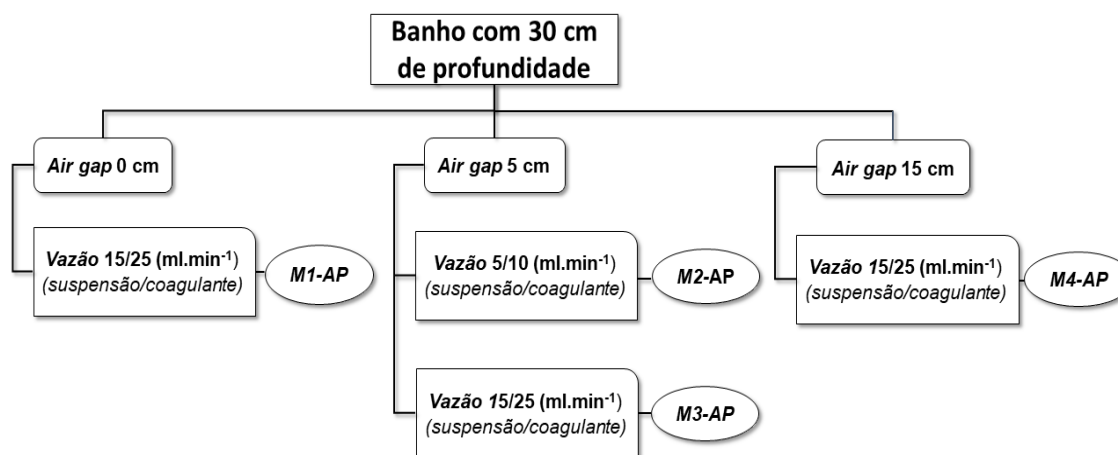 Banho com 30 cm
de profundidade
Air gap 0 cm
Air gap 5 cm
Air gap 15 cm
Vazão 15/25 (ml.min⁻¹)
(suspensão/coagulante)
M1-AP
Vazão 5/10 (ml.min⁻¹)
(suspensão/coagulante)
M2-AP
Vazão 15/25 (ml.min⁻¹)
(suspensão/coagulante)
M4-AP
Vazão 15/25 (ml.min⁻¹)
(suspensão/coagulante)
M3-AP